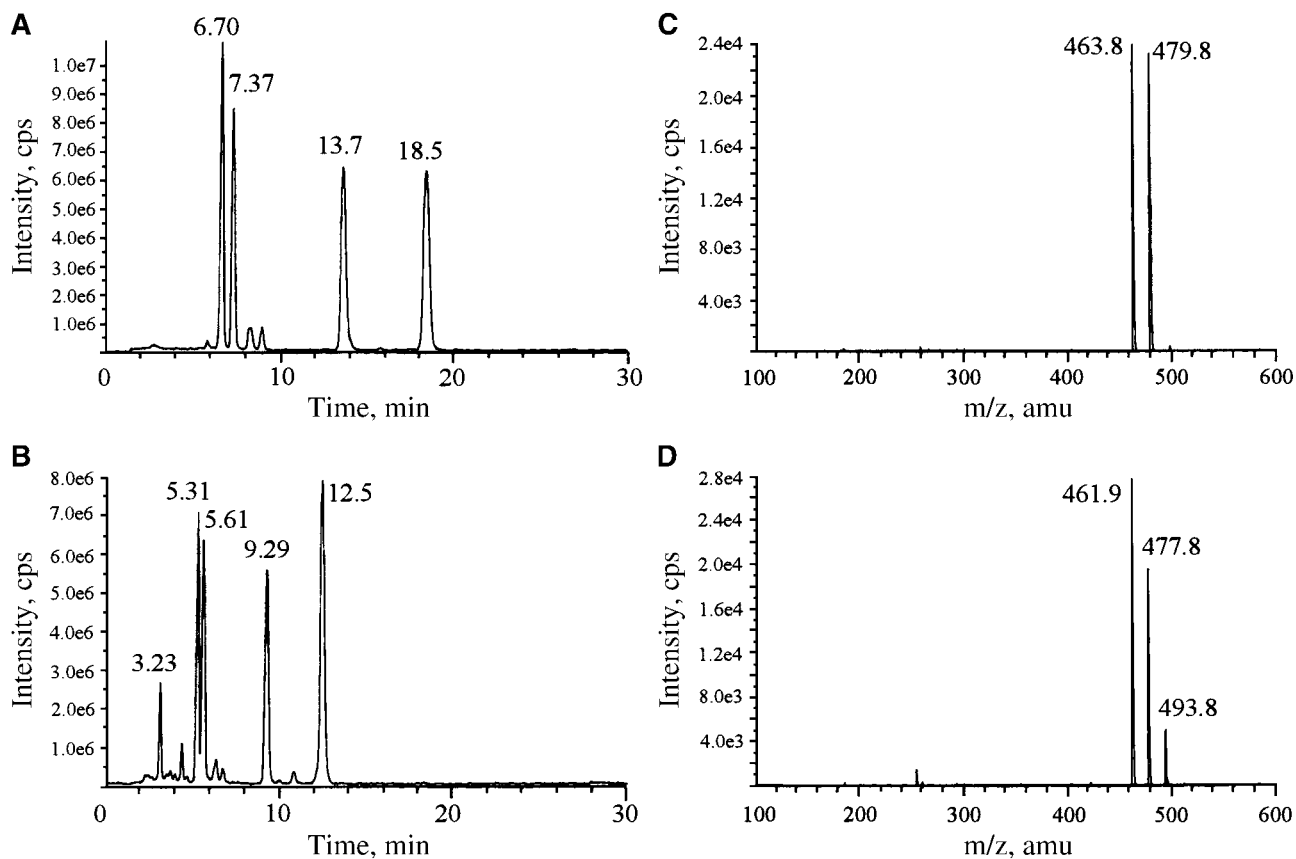 A
6.70
7.37
13.7
18.5
1.0e7
9.0e6
8.0e6
7.0e6
6.0e6
5.0e6
4.0e6
3.0e6
2.0e6
1.0e6
Intensity, cps
0 10 20 30
Time, min
C
463.8 479.8
2.4e4
2.0e4
1.6e4
1.2e4
8.0e3
4.0e3
Intensity, cps
100 200 300 400 500 600
m/z, amu
B
5.31
5.61
12.5
9.29
3.23
8.0e6
7.0e6
6.0e6
5.0e6
4.0e6
3.0e6
2.0e6
1.0e6
Intensity, cps
0 10 20 30
Time, min
D
461.9
477.8
493.8
2.8e4
2.4e4
2.0e4
1.6e4
1.2e4
8.0e3
4.0e3
Intensity, cps
100 200 300 400 500 600
m/z, amu